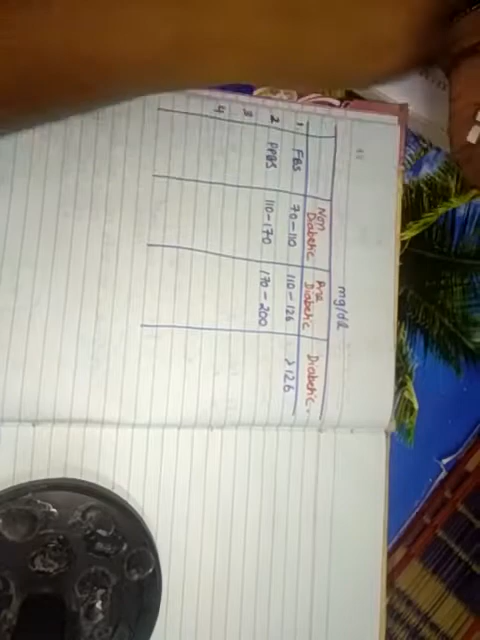 mg/dl
Non Diabetic Pre Diabetic Diabetic.
1. FBS 70-110 110-126 >126
2 PPBS 110-170 170-200
3
4